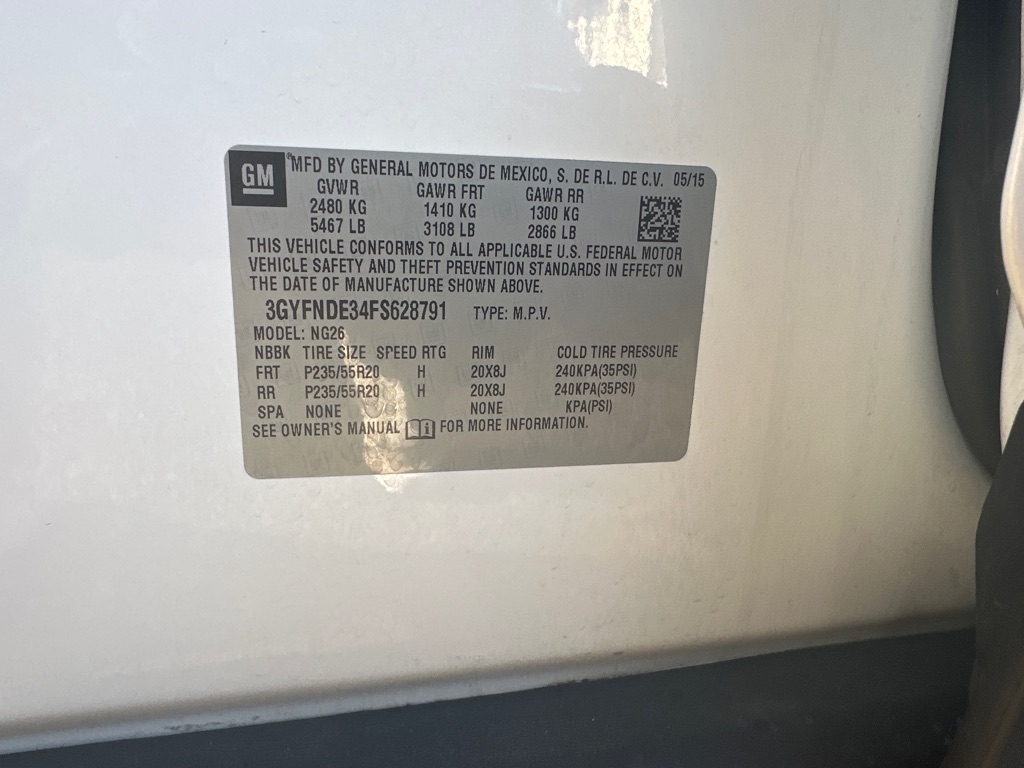 GM
®MFD BY GENERAL MOTORS DE MEXICO, S. DE R.L. DE C.V. 05/15
GVWR GAWR FRT GAWR RR
2480 KG 1410 KG 1300 KG
5467 LB 3108 LB 2866 LB
THIS VEHICLE CONFORMS TO ALL APPLICABLE U.S. FEDERAL MOTOR
VEHICLE SAFETY AND THEFT PREVENTION STANDARDS IN EFFECT ON
THE DATE OF MANUFACTURE SHOWN ABOVE.
3GYFNDE34FS628791 TYPE: M.P.V.
MODEL: NG26
NBBK TIRE SIZE SPEED RTG RIM COLD TIRE PRESSURE
FRT P235/55R20 H 20X8J 240KPA(35PSI)
RR P235/55R20 H 20X8J 240KPA(35PSI)
SPA NONE NONE KPA(PSI)
SEE OWNER'S MANUAL FOR MORE INFORMATION.